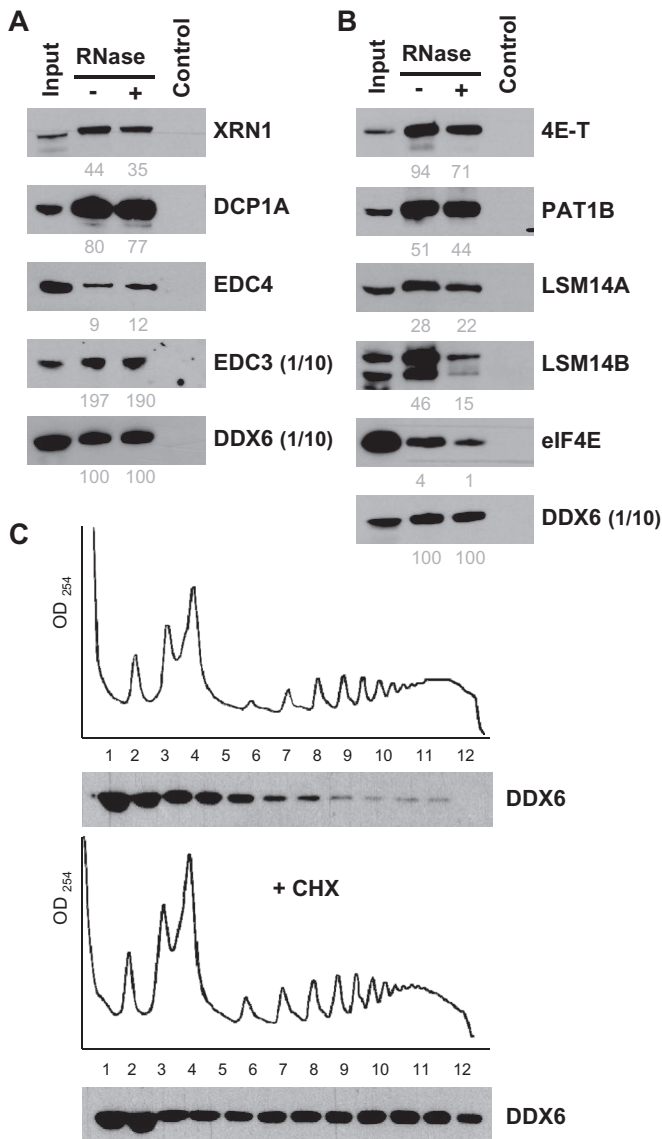 A
Input
RNase
- +
Control
XRN1
44 35
DCP1A
80 77
EDC4
9 12
EDC3 (1/10)
197 190
DDX6 (1/10)
100 100
B
Input
RNase
- +
Control
4E-T
94 71
PAT1B
51 44
LSM14A
28 22
LSM14B
46 15
eIF4E
4 1
DDX6 (1/10)
100 100
C
OD 254
1 2 3 4 5 6 7 8 9 10 11 12
DDX6
OD 254
+ CHX
1 2 3 4 5 6 7 8 9 10 11 12
DDX6